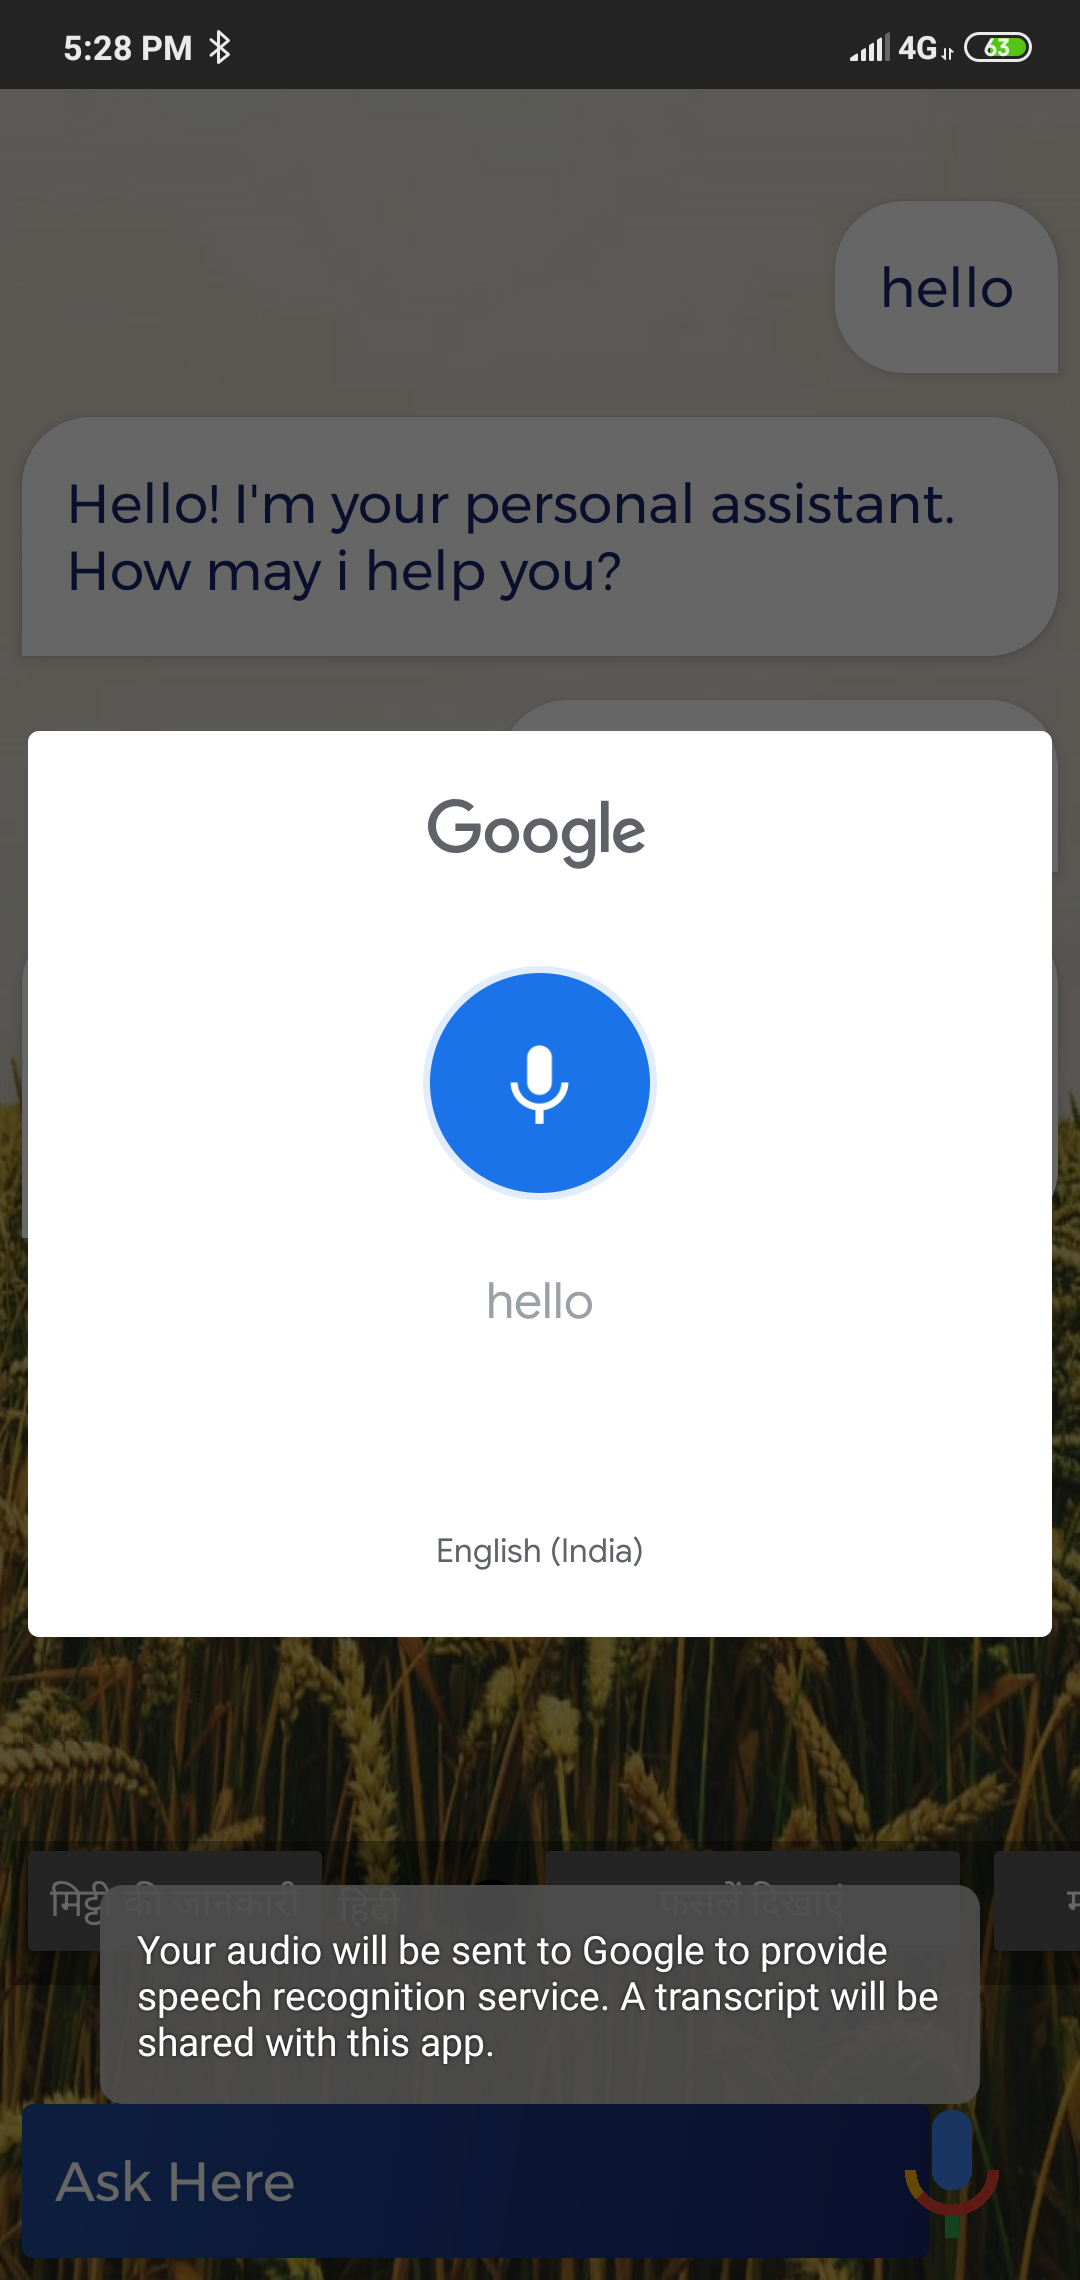 5:28 PM
4G
63
hello
Hello! I'm your personal assistant.
How may i help you?
Google
hello
English (India)
मिट्टी की जानकारी
हिंदी
फसलें दिखाएं
Your audio will be sent to Google to provide
speech recognition service. A transcript will be
shared with this app.
Ask Here